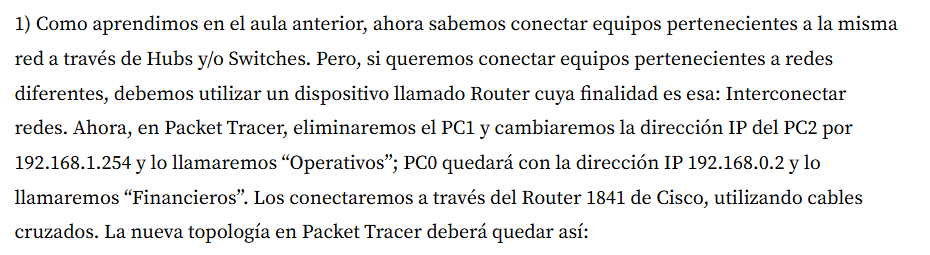 1) Como aprendimos en el aula anterior, ahora sabemos conectar equipos pertenecientes a la misma
red a través de Hubs y/o Switches. Pero, si queremos conectar equipos pertenecientes a redes
diferentes, debemos utilizar un dispositivo llamado Router cuya finalidad es esa: Interconectar
redes. Ahora, en Packet Tracer, eliminaremos el PC1 y cambiaremos la dirección IP del PC2 por
192.168.1.254 y lo llamaremos “Operativos”; PC0 quedará con la dirección IP 192.168.0.2 y lo
llamaremos “Financieros”. Los conectaremos a través del Router 1841 de Cisco, utilizando cables
cruzados. La nueva topología en Packet Tracer deberá quedar así: